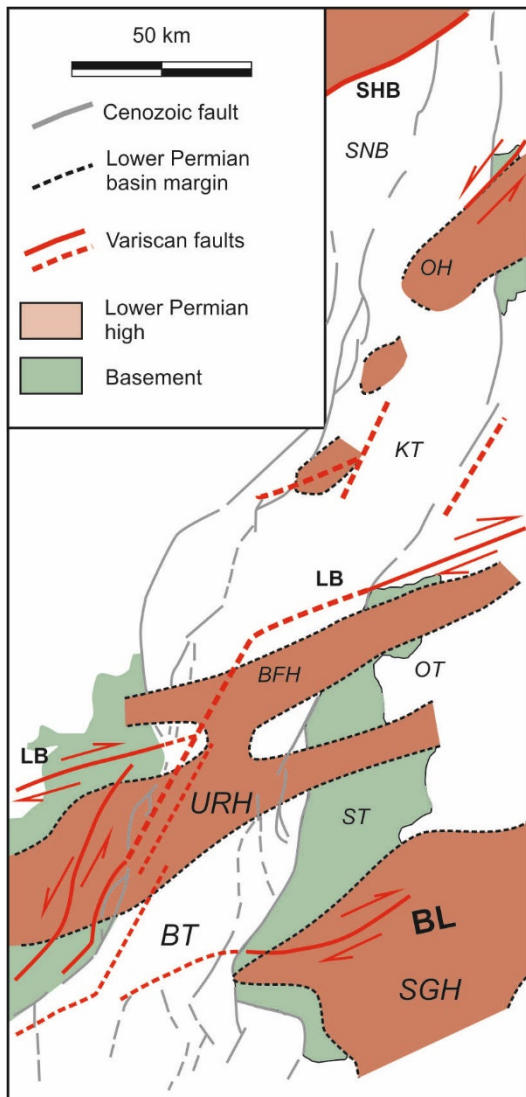 50 km
Cenozoic fault
Lower Permian
basin margin
Variscan faults
Lower Permian
high
Basement
SHB
SNB
OH
KT
LB
BFH
OT
LB
URH
ST
BT
BL
SGH